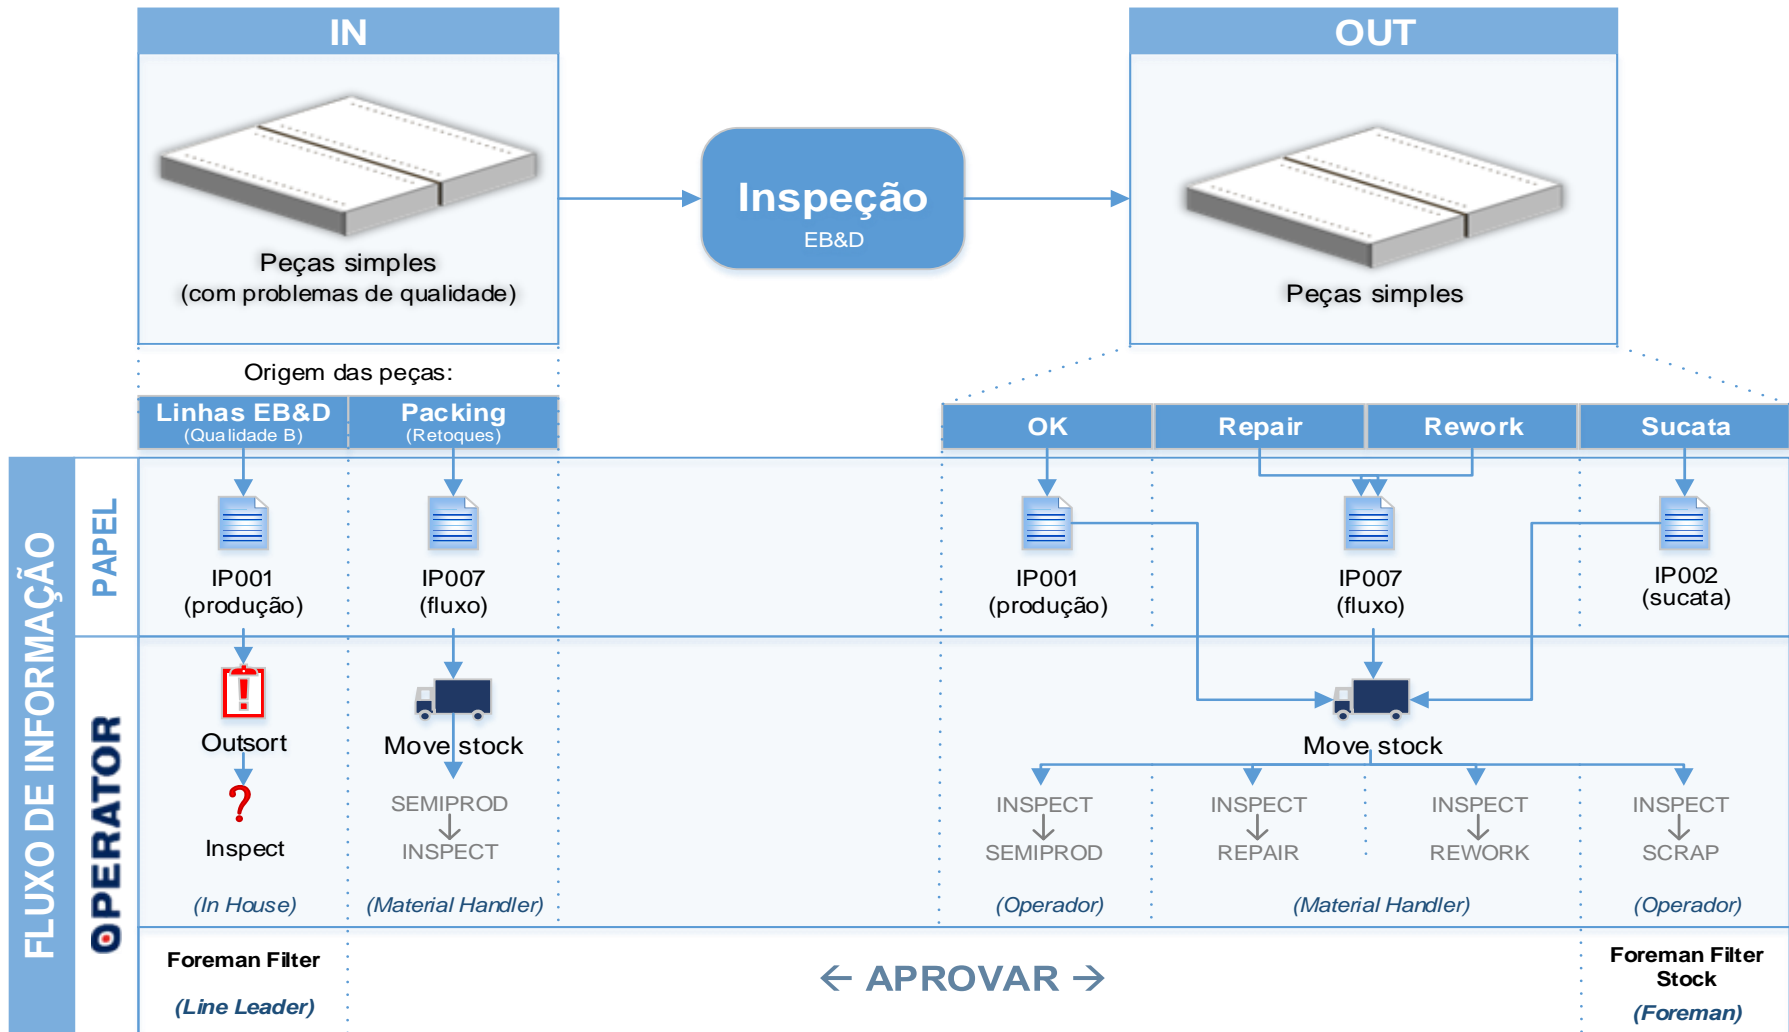 IN
OUT
Peças simples
(com problemas de qualidade)
Inspeção
EB&D
Peças simples
Origem das peças:
Linhas EB&D
(Qualidade B)
Packing
(Retoques)
OK
Repair
Rework
Sucata
FLUXO DE INFORMAÇÃO
PAPEL
IP001
(produção)
IP007
(fluxo)
IP001
(produção)
IP007
(fluxo)
IP002
(sucata)
OPERATOR
Outsort
?
Inspect
(In House)
Move stock
SEMIPROD
INSPECT
(Material Handler)
Move stock
INSPECT
SEMIPROD
(Operador)
INSPECT
REPAIR
INSPECT
REWORK
(Material Handler)
INSPECT
SCRAP
(Operador)
Foreman Filter
(Line Leader)
← APROVAR →
Foreman Filter
Stock
(Foreman)